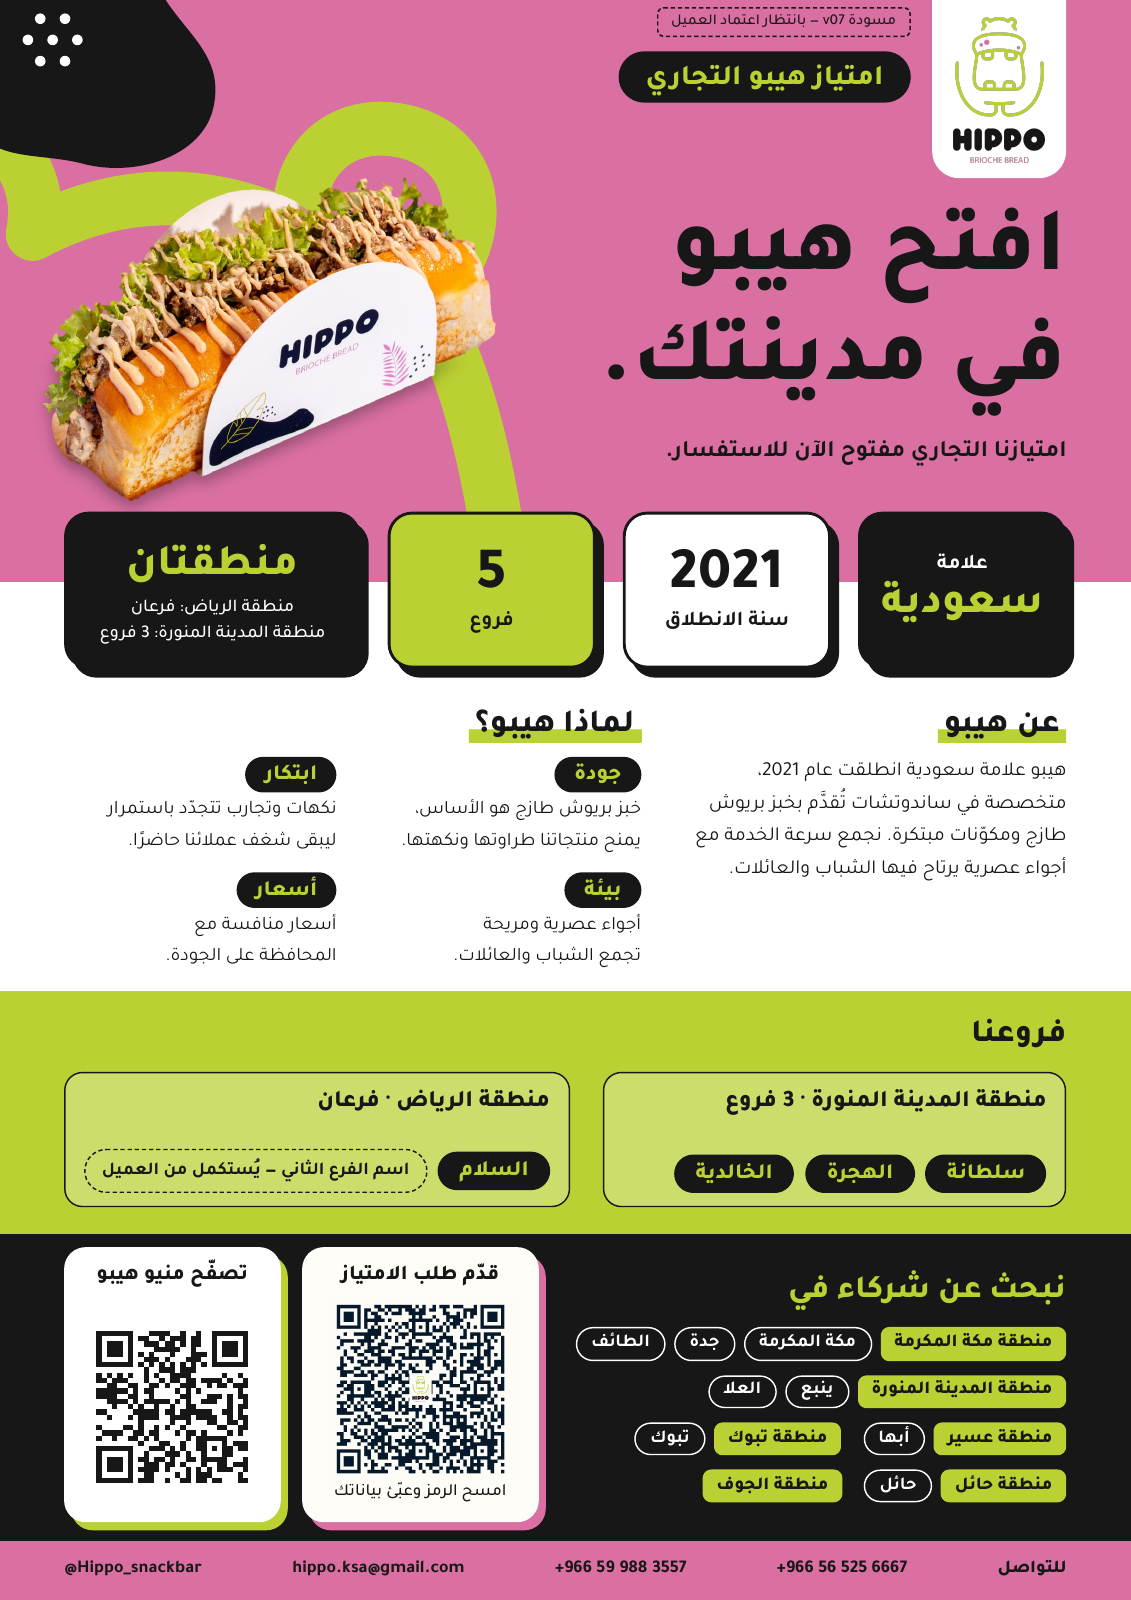 مسودة v07 – بانتظار اعتماد العميل
امتياز هيبو التجاري
HIPPO
BRIOCHE BREAD
افتح هيبو
في مدينتك.
امتيازنا التجاري مفتوح الآن للاستفسار.
HIPPO
BRIOCHE BREAD
علامة
سعودية
2021
سنة الانطلاق
5
فروع
منطقتان
منطقة الرياض: فرعان
منطقة المدينة المنورة: 3 فروع
عن هيبو
هيبو علامة سعودية انطلقت عام 2021،
متخصصة في ساندوتشات تُقدَّم بخبز بريوش
طازج ومكوّنات مبتكرة. نجمع سرعة الخدمة مع
أجواء عصرية يرتاح فيها الشباب والعائلات.
لماذا هيبو؟
جودة
خبز بريوش طازج هو الأساس،
يمنح منتجاتنا طراوتها ونكهتها.
ابتكار
نكهات وتجارب تتجدّد باستمرار
ليبقى شغف عملائنا حاضرًا.
بيئة
أجواء عصرية ومريحة
تجمع الشباب والعائلات.
أسعار
أسعار منافسة مع
المحافظة على الجودة.
فروعنا
منطقة المدينة المنورة · 3 فروع
سلطانة الهجرة الخالدية
منطقة الرياض · فرعان
السلام اسم الفرع الثاني – يُستكمل من العميل
نبحث عن شركاء في
منطقة مكة المكرمة مكة المكرمة جدة الطائف
منطقة المدينة المنورة ينبع العلا
منطقة عسير أبها منطقة تبوك تبوك
منطقة حائل حائل منطقة الجوف
قدّم طلب الامتياز
HIPPO
امسح الرمز وعبّئ بياناتك
تصفّح منيو هيبو
للتواصل +966 56 525 6667 +966 59 988 3557 hippo.ksa@gmail.com @Hippo_snackbar